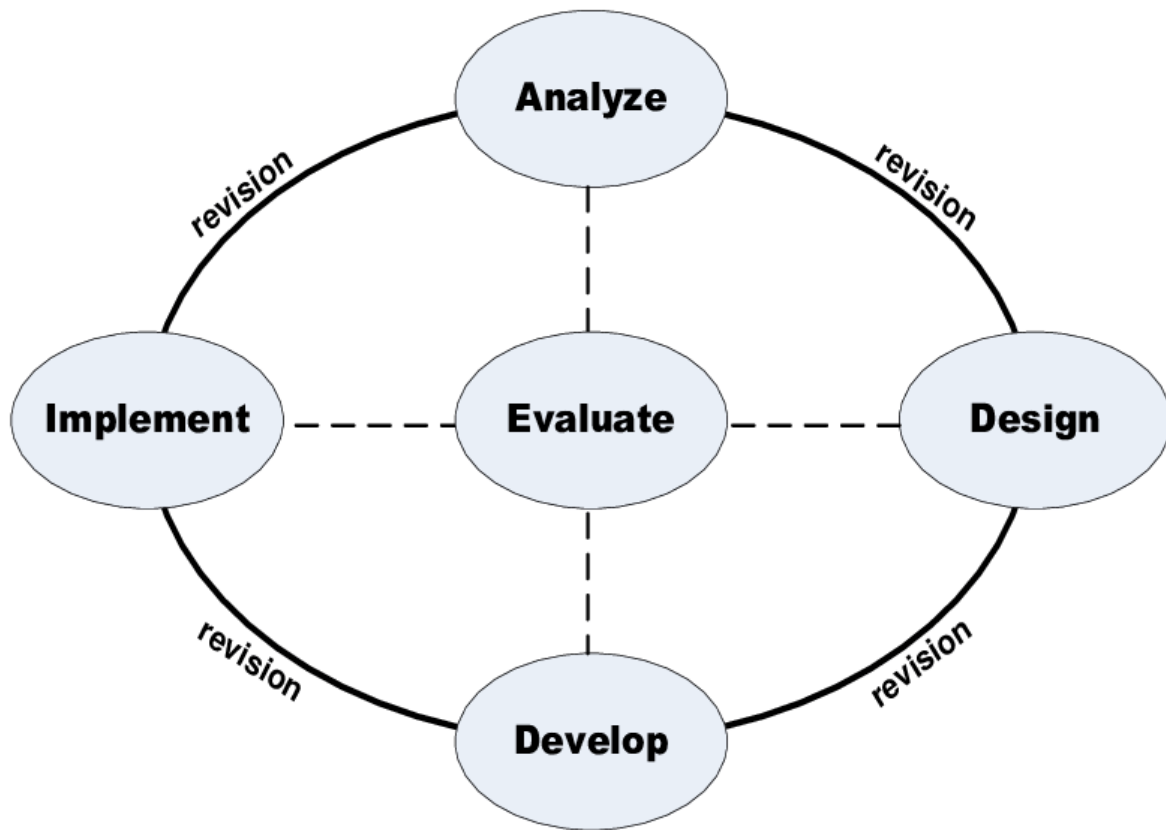 Analyze
revision
revision
Implement
Evaluate
Design
revision
revision
Develop